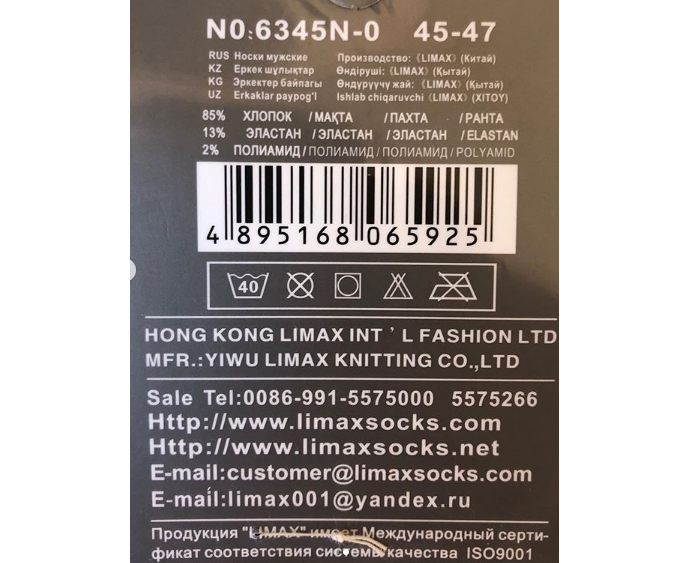 NO:6345N-0 45-47
RUS Носки мужские Производство:《LIMAX》(Китай)
KZ Еркек шұлықтар Өндіруші:《LIMAX》(Қытай)
KG Эркектер байпагы Өндүрүүчү жай:《LIMAX》(Кытай)
UZ Erkaklar paypog'I Ishlab chiqaruvchi《LIMAX》(XITOY)
85% ХЛОПОК /МАҚТА /ПАХТА /PAHTA
13% ЭЛАСТАН /ЭЛАСТАН /ЭЛАСТАН /ELASTAN
2% ПОЛИАМИД/ПОЛИАМИД/ПОЛИАМИД/POLYAMID
4 895168 065925
40
HONG KONG LIMAX INT'L FASHION LTD
MFR.:YIWU LIMAX KNITTING CO.,LTD
Sale Tel:0086-991-5575000 5575266
Http://www.limaxsocks.com
Http://www.limaxsocks.net
E-mail:customer@limaxsocks.com
E-mail:limax001@yandex.ru
Продукция "LIMAX" имеет Международный серти-
фикат соответствия системы качества ISO9001